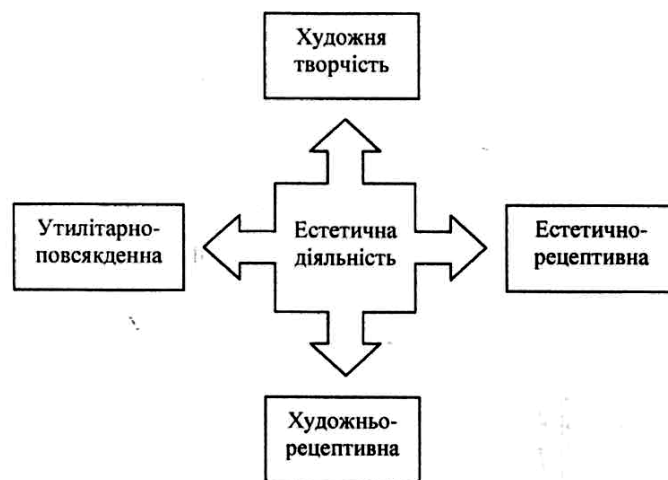 Художня
творчість
Утилітарно-
повсякденна
Естетична
діяльність
Естетично-
рецептивна
Художньо-
рецептивна